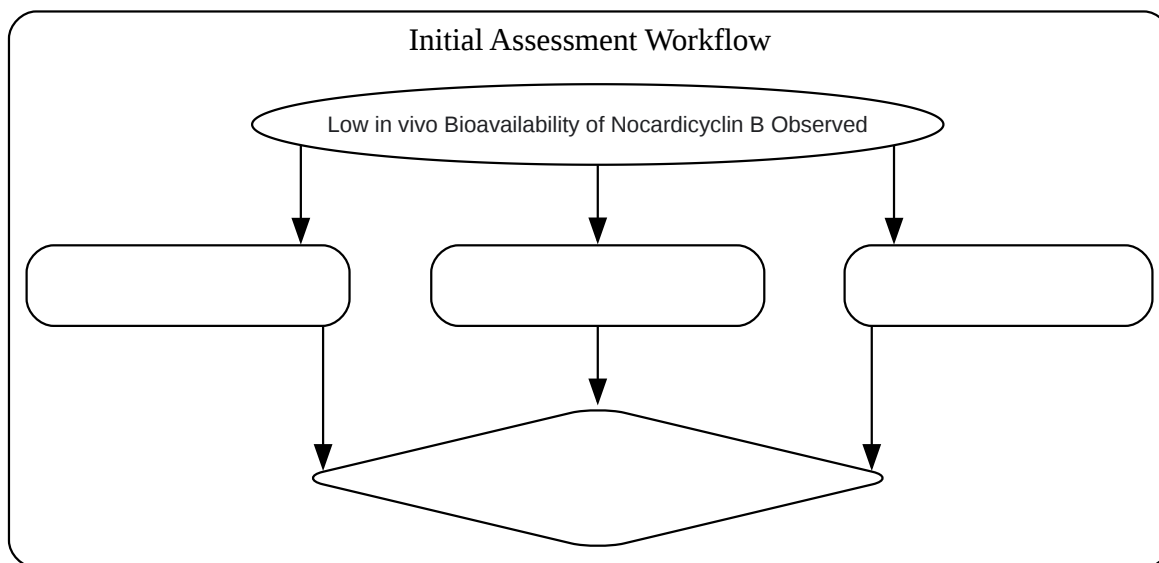 Initial Assessment Workflow
Low in vivo Bioavailability of Nocardicyclin B Observed